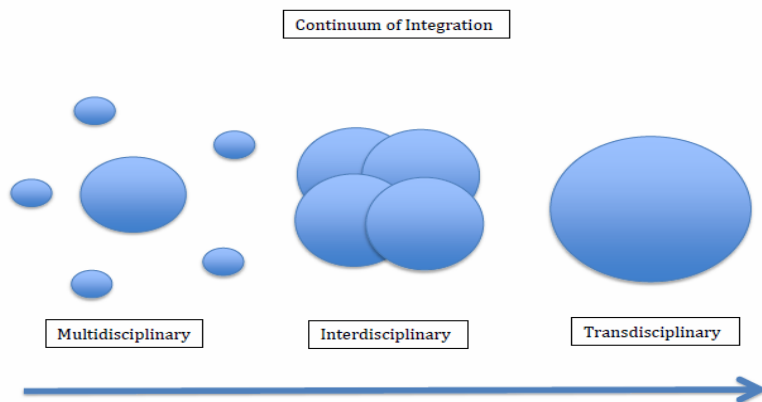 Continuum of Integration
Multidisciplinary
Interdisciplinary
Transdisciplinary